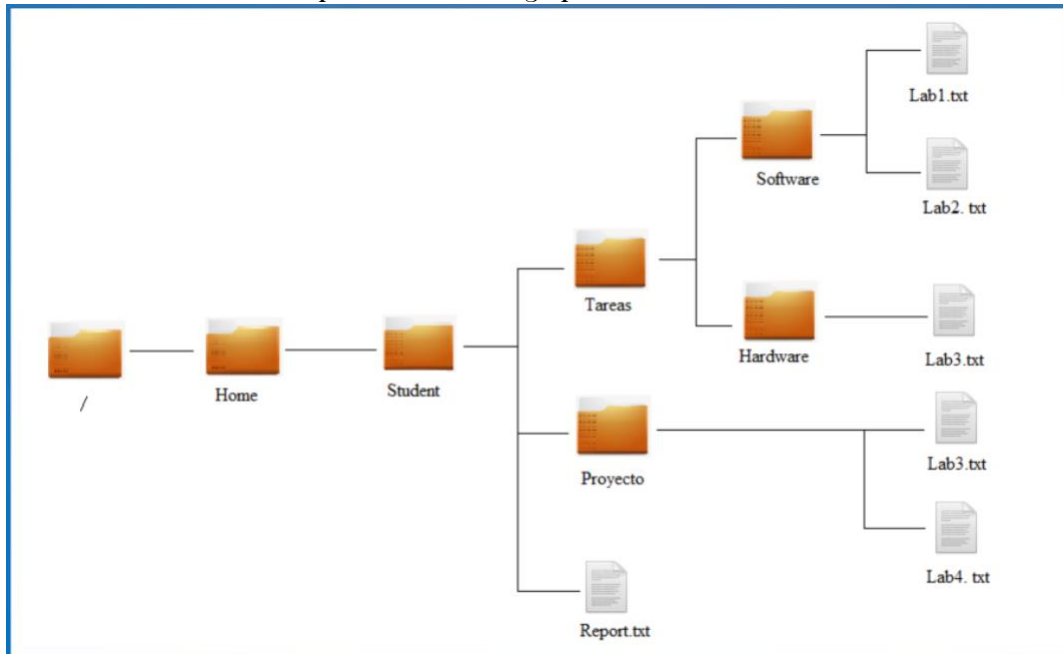 Lab1.txt
Software
Lab2. txt
Tareas
Hardware
Lab3.txt
/
Home
Student
Proyecto
Lab3.txt
Lab4. txt
Report.txt